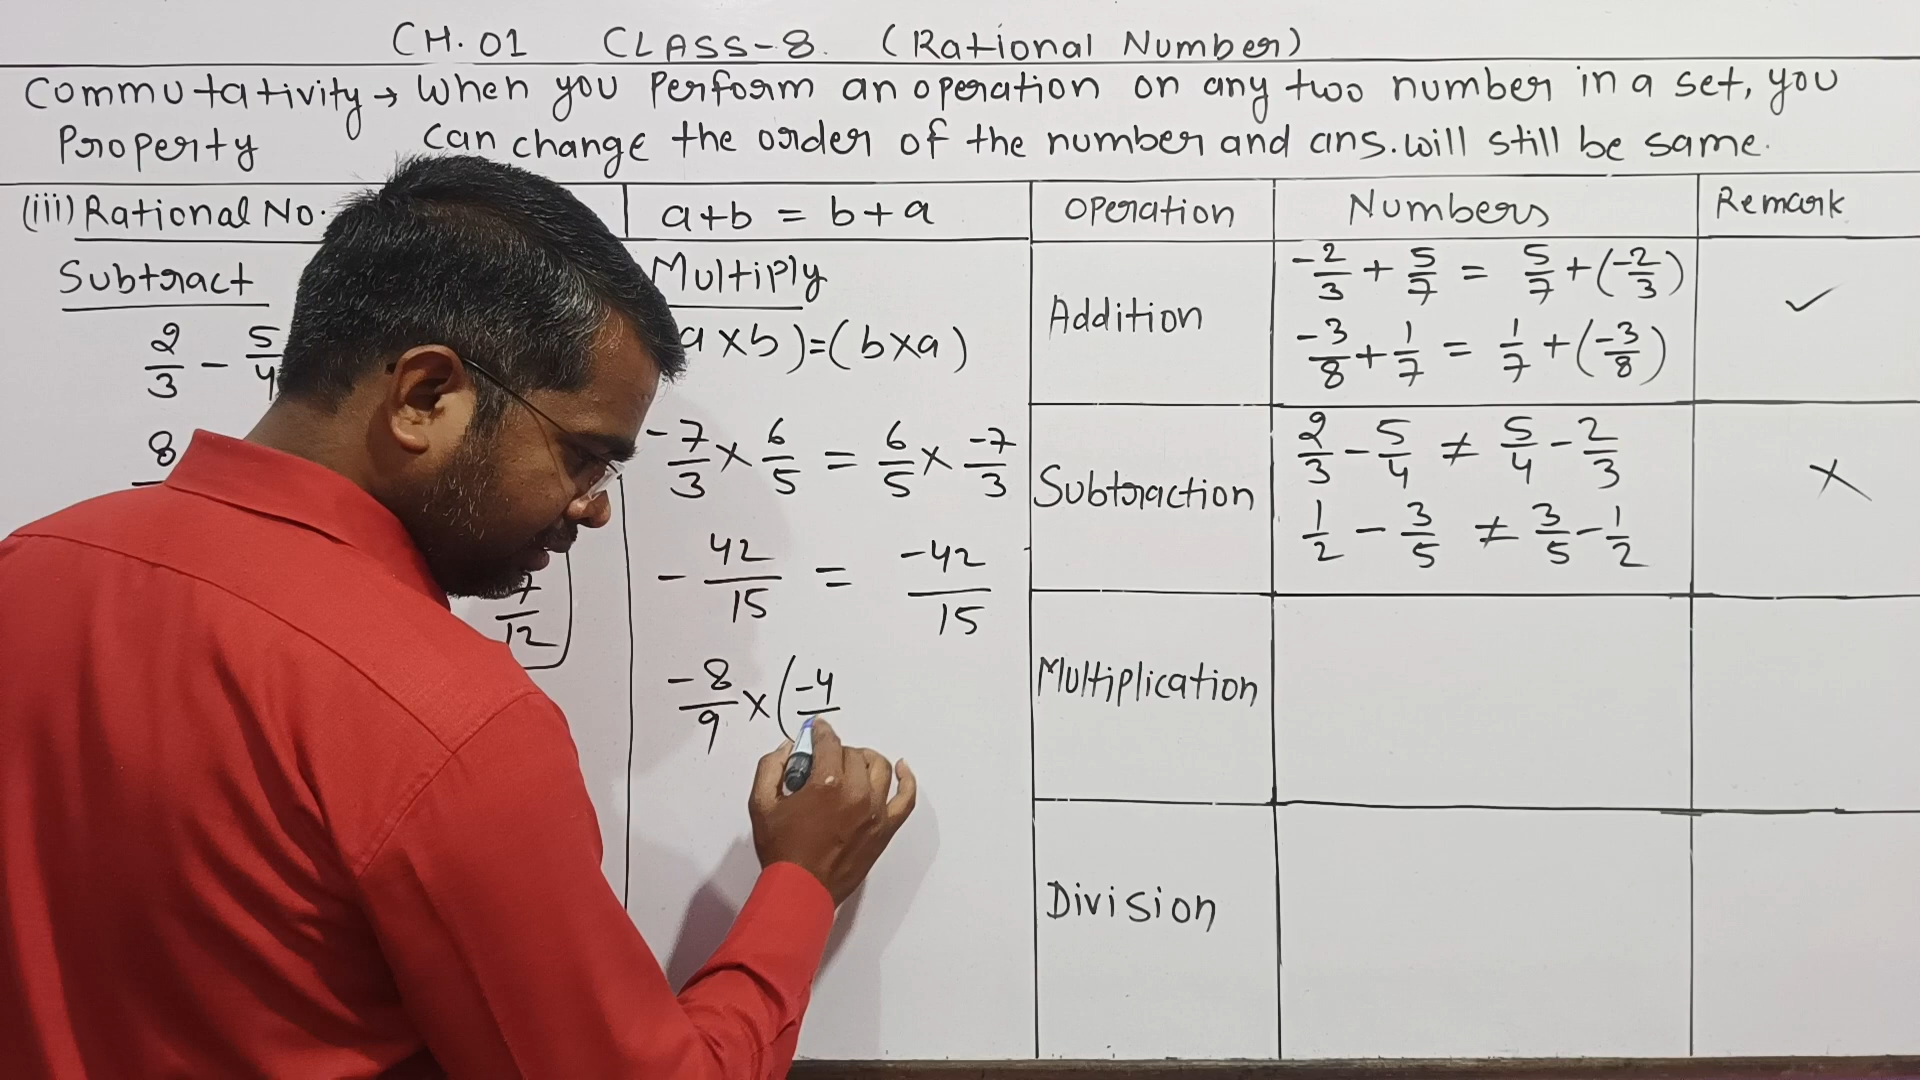 CH.01 CLASS-8. (Rational Number)
Commutativity → When you Perform an operation on any two number in a set, you
Property can change the order of the number and ans. will still be same.
(iii) Rational No.
a+b = b+a
Operation Numbers Remark
Subtract
2/3 - 5/4
8
7/12
Multiply
a×b)=(b×a)
-7/3 × 6/5 = 6/5 × -7/3
-42/15 = -42/15
-8/9 × (-4
Addition
-2/3 + 5/7 = 5/7 + (-2/3) ✓
-3/8 + 1/7 = 1/7 + (-3/8)
Subtraction
2/3 - 5/4 ≠ 5/4 - 2/3 ×
1/2 - 3/5 ≠ 3/5 - 1/2
Multiplication
Division